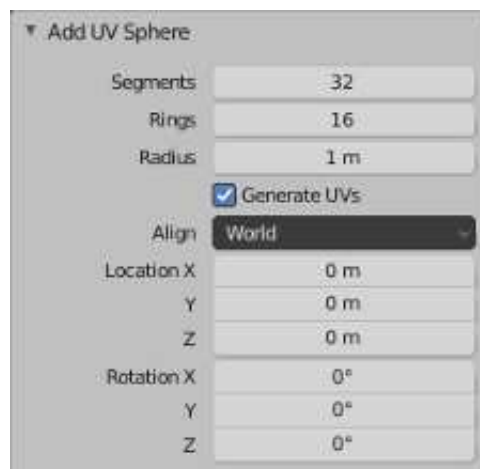 Add UV Sphere
Segments 32
Rings 16
Radius 1 m
Generate UVs
Align World
Location X 0 m
Y 0 m
Z 0 m
Rotation X 0°
Y 0°
Z 0°